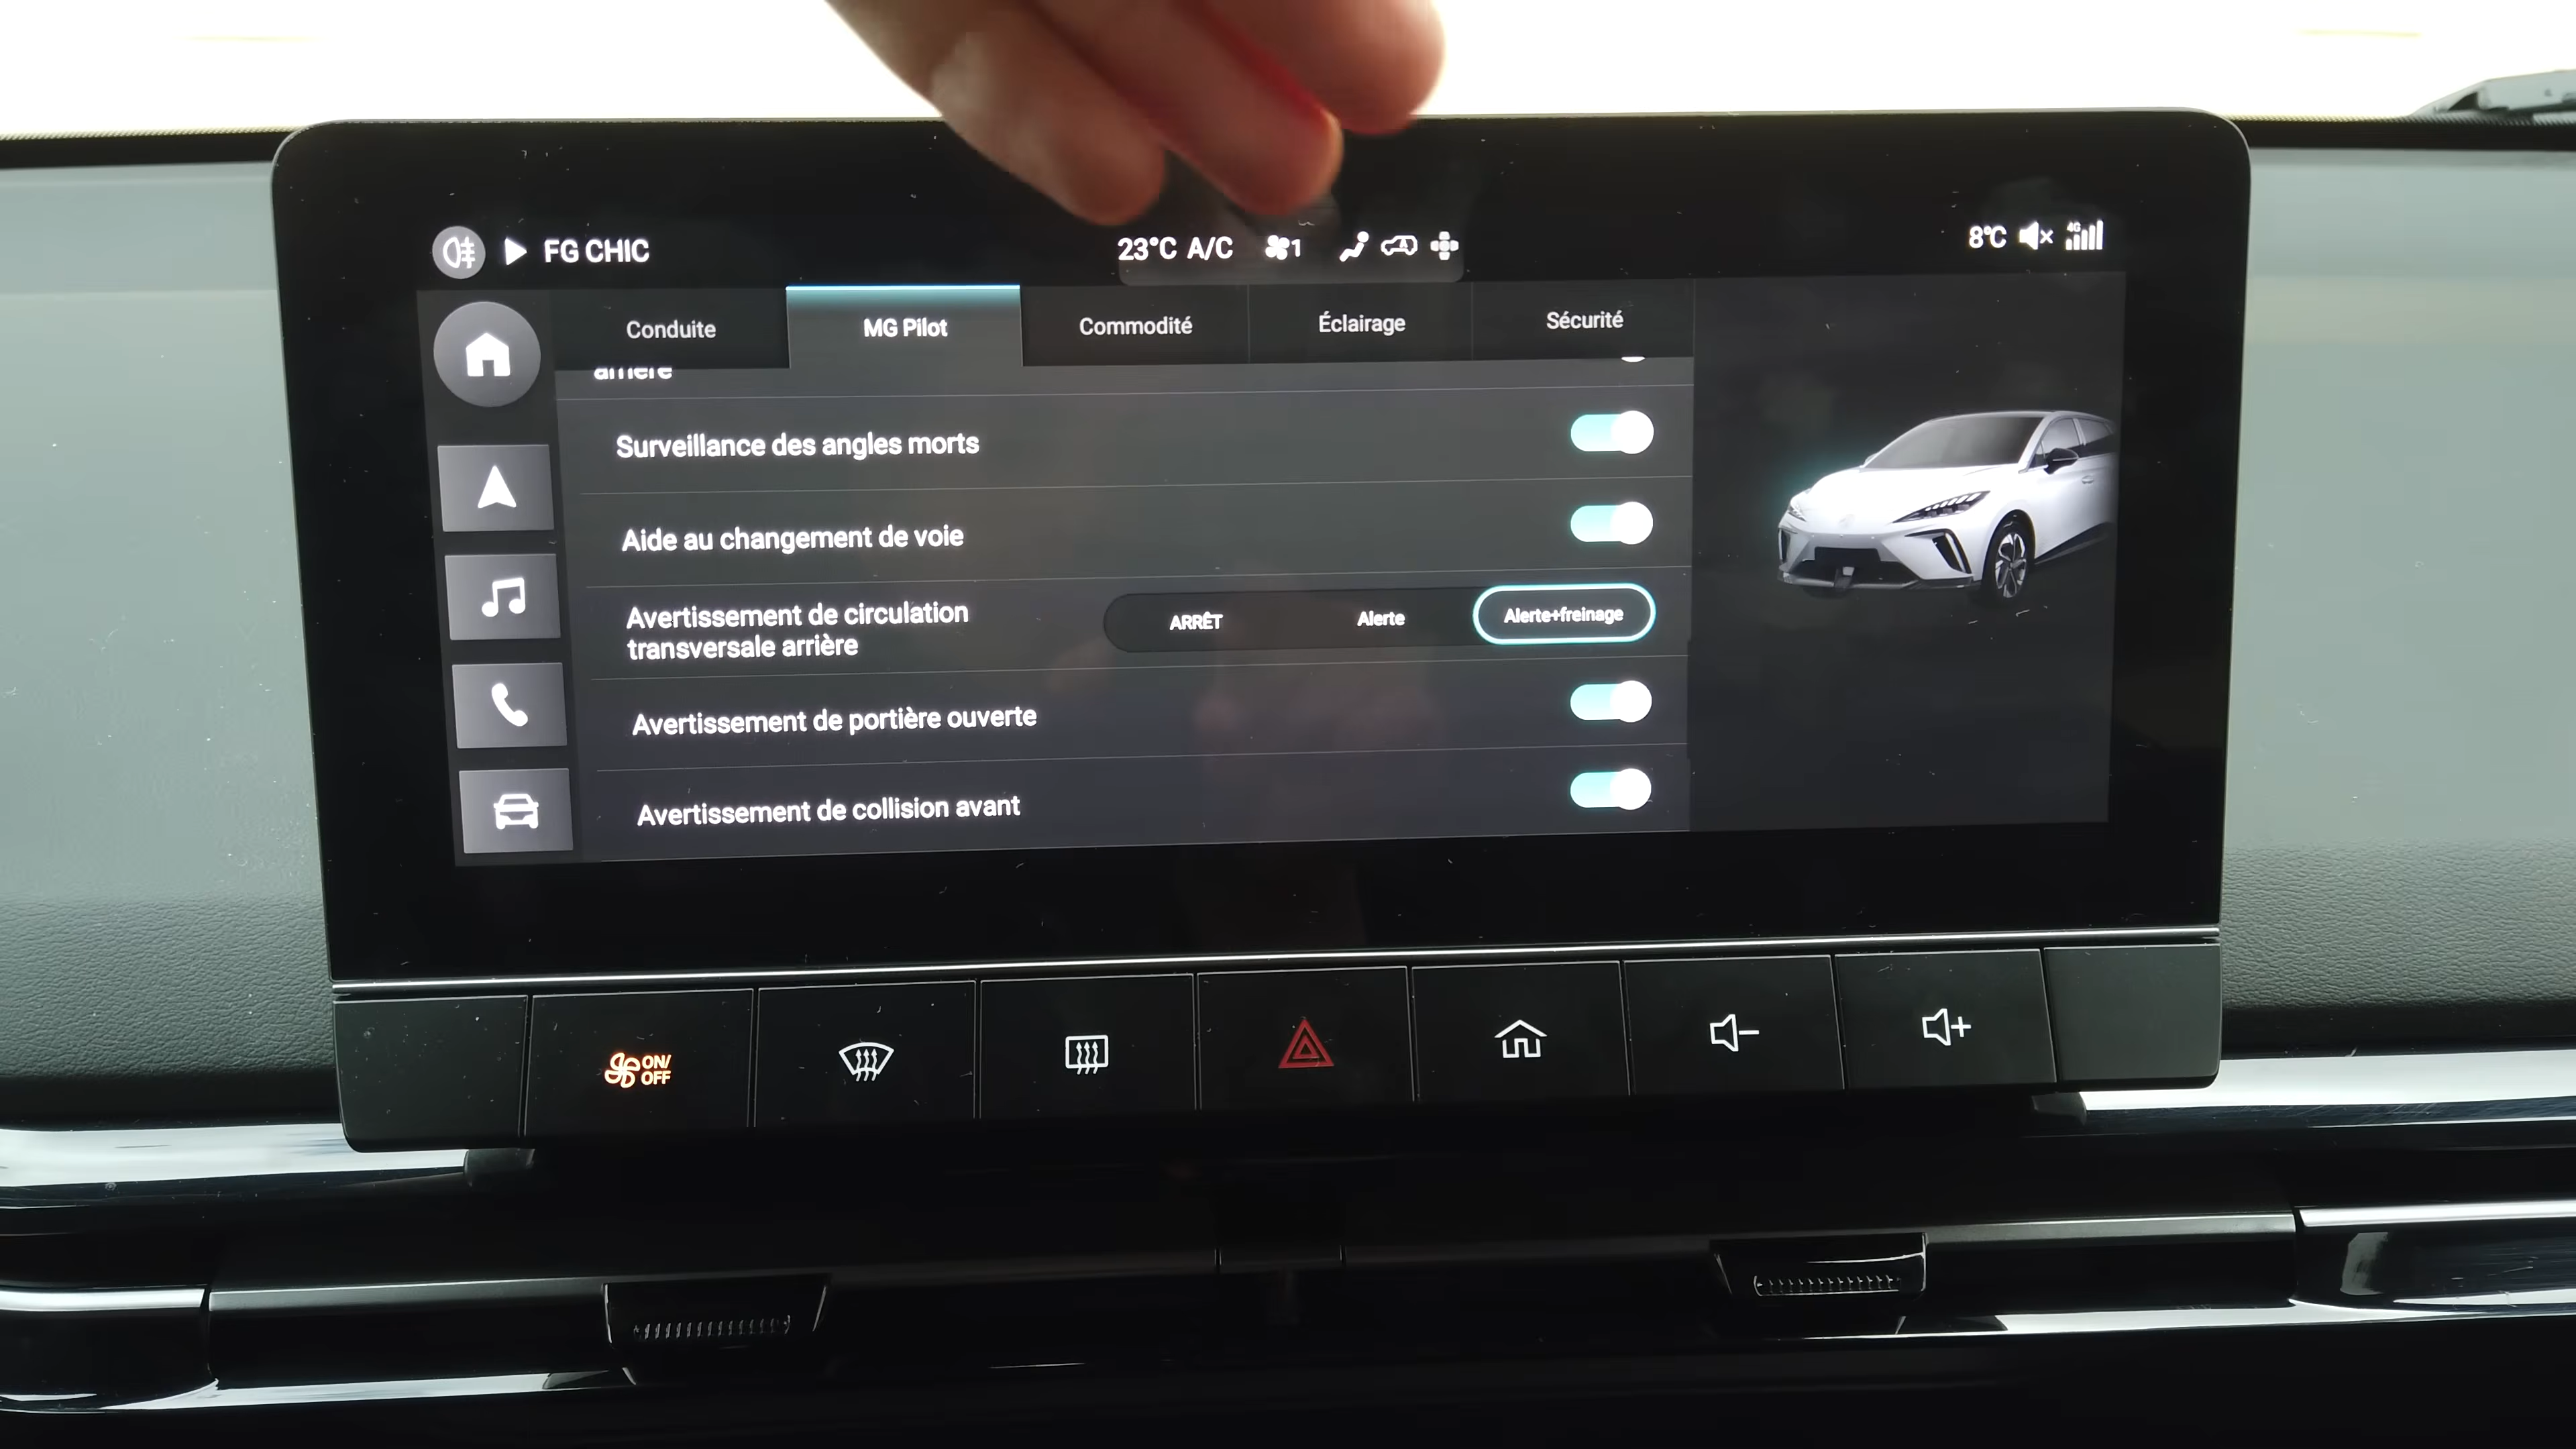 FG CHIC
23°C A/C 1
8°C
4G
Conduite
MG Pilot
Commodité
Éclairage
Sécurité
arrière
Surveillance des angles morts
Aide au changement de voie
Avertissement de circulation
transversale arrière
ARRÊT
Alerte
Alerte+freinage
Avertissement de portière ouverte
Avertissement de collision avant
ON/
OFF